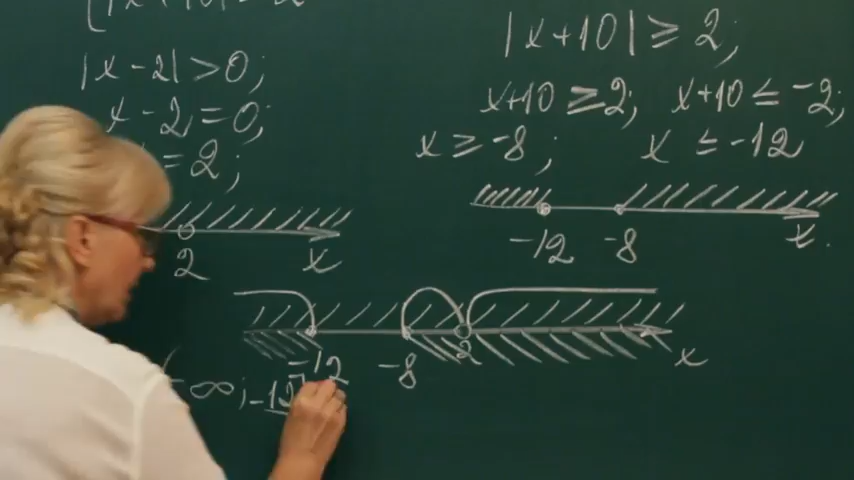 |x-2|>0;
x-2=0;
=2;
2 x
|x+10|≥2;
x+10≥2; x+10≤-2;
x≥-8; x≤-12
-12 -8 x
-12 -8 2 x
(-∞;-12]